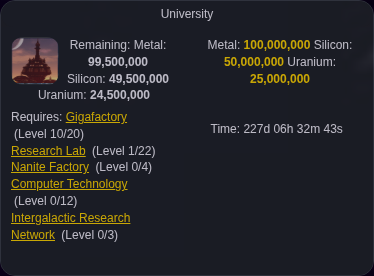 University
Remaining: Metal:
99,500,000
Silicon: 49,500,000
Uranium: 24,500,000
Metal: 100,000,000 Silicon:
50,000,000 Uranium:
25,000,000
Requires: Gigafactory
(Level 10/20)
Research Lab (Level 1/22)
Nanite Factory (Level 0/4)
Computer Technology
(Level 0/12)
Intergalactic Research
Network (Level 0/3)
Time: 227d 06h 32m 43s